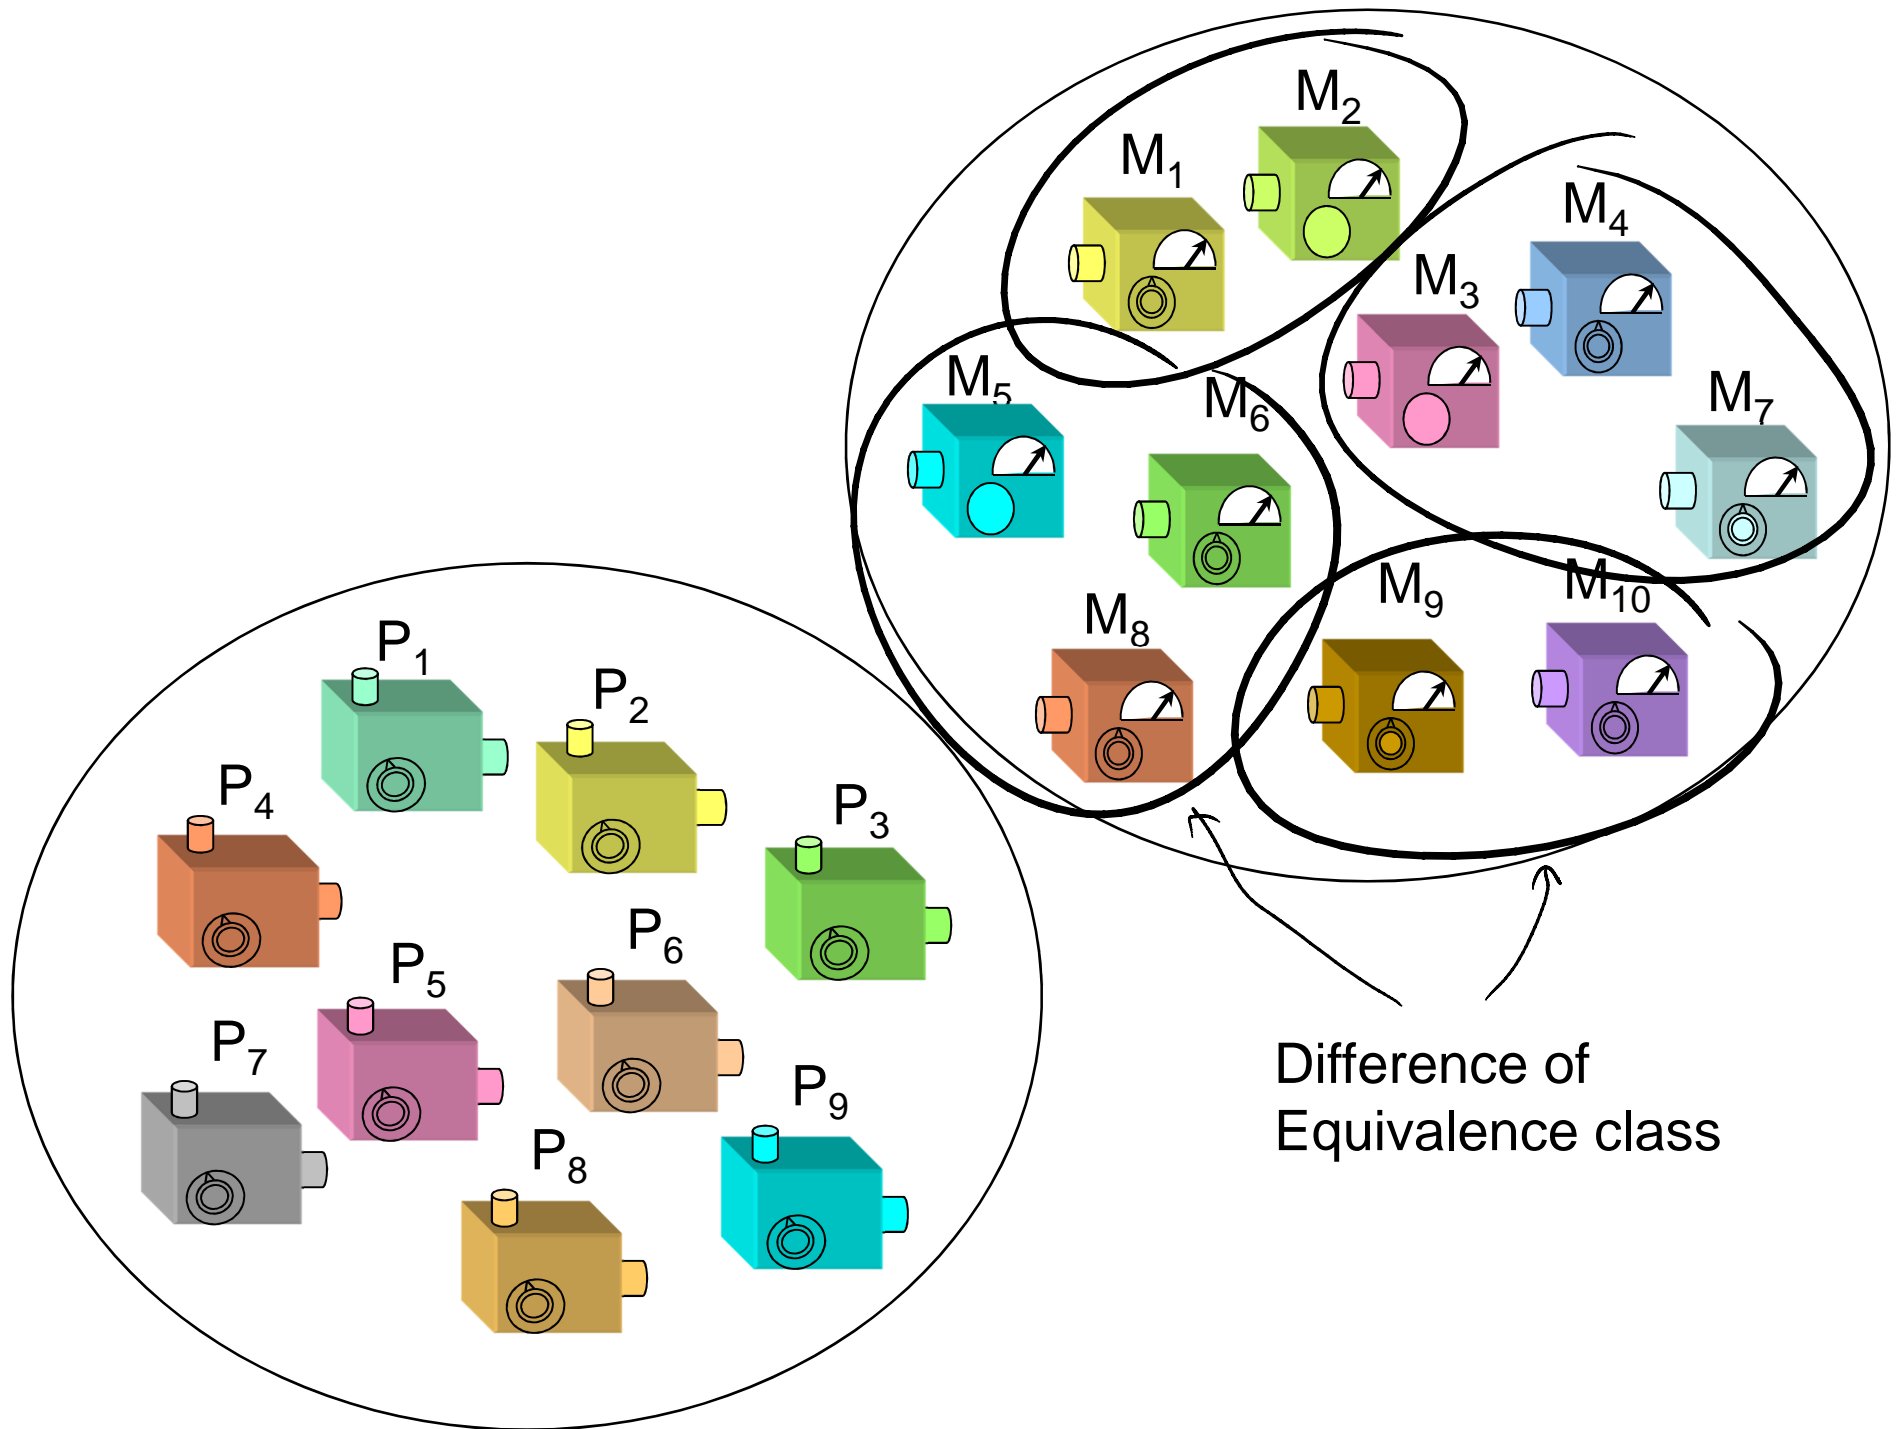 M2
M1
M4
M3
M5
M6
M7
M9
M10
M8
P1
P2
P4
P3
P6
P5
P7
P9
P8
Difference of
Equivalence class